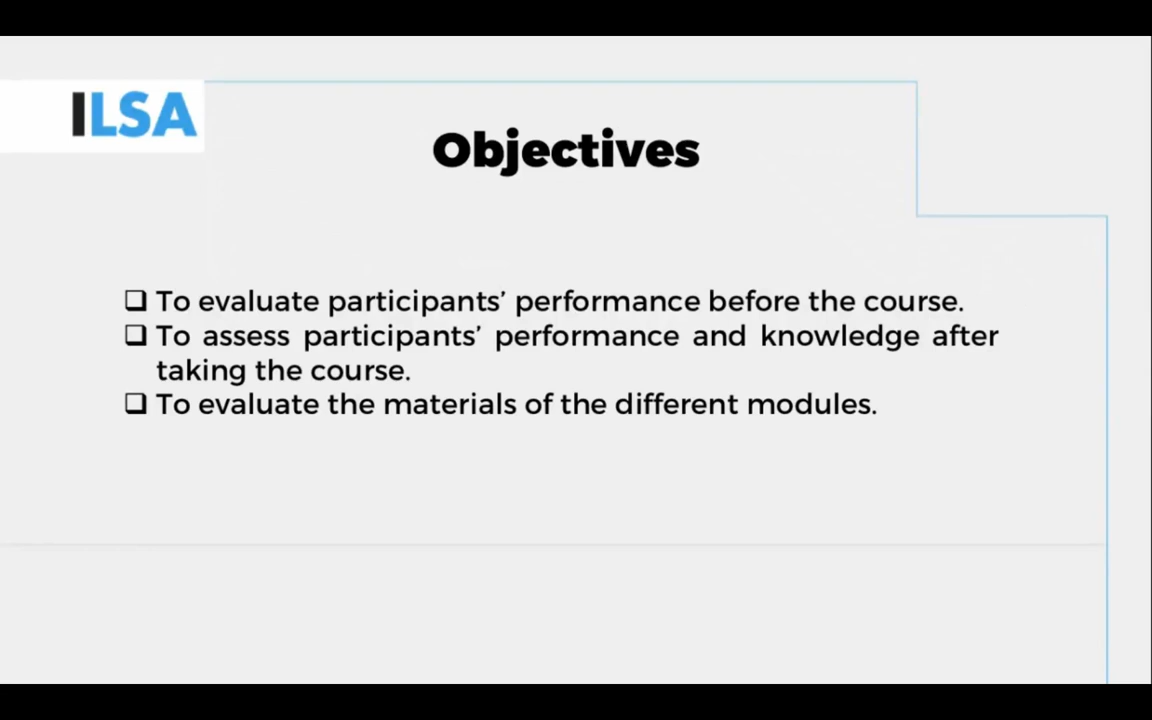 ILSA
Objectives
❑ To evaluate participants’ performance before the course.
❑ To assess participants’ performance and knowledge after
taking the course.
❑ To evaluate the materials of the different modules.